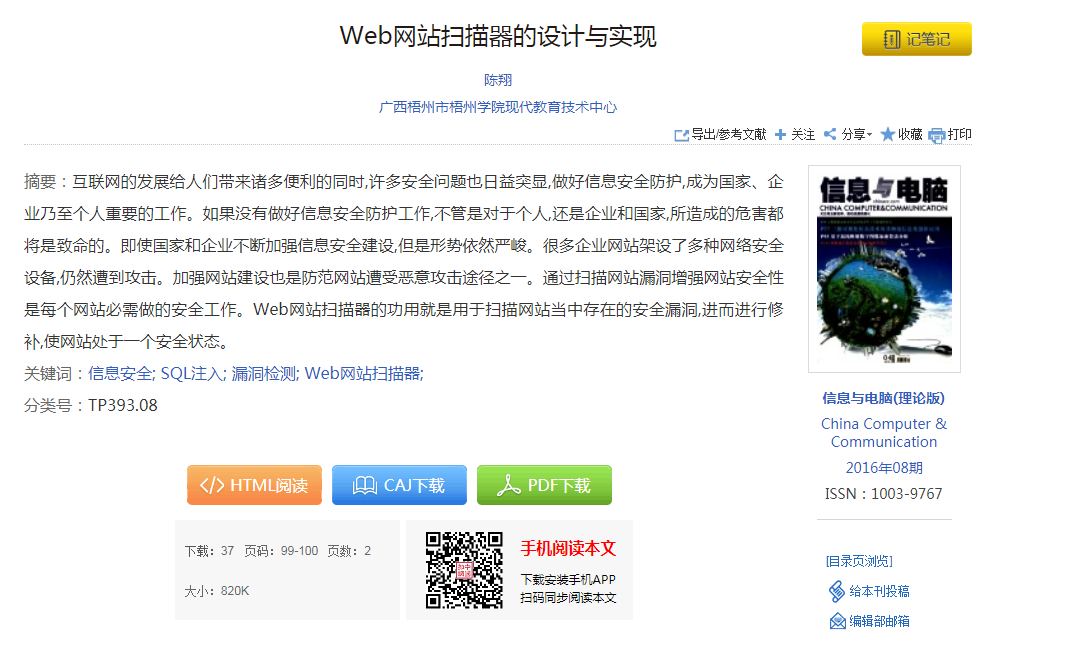 Web网站扫描器的设计与实现
记笔记
陈翔
广西梧州市梧州学院现代教育技术中心
导出/参考文献 关注 分享 收藏 打印
摘要：互联网的发展给人们带来诸多便利的同时,许多安全问题也日益突显,做好信息安全防护,成为国家、企
业乃至个人重要的工作。如果没有做好信息安全防护工作,不管是对于个人,还是企业和国家,所造成的危害都
将是致命的。即使国家和企业不断加强信息安全建设,但是形势依然严峻。很多企业网站架设了多种网络安全
设备,仍然遭到攻击。加强网站建设也是防范网站遭受恶意攻击途径之一。通过扫描网站漏洞增强网站安全性
是每个网站必需做的安全工作。Web网站扫描器的功用就是用于扫描网站当中存在的安全漏洞,进而进行修
补,使网站处于一个安全状态。
关键词：信息安全; SQL注入; 漏洞检测; Web网站扫描器;
分类号：TP393.08
HTML阅读 CAJ下载 PDF下载
下载：37 页码：99-100 页数：2
大小：820K
手机阅读本文
下载安装手机APP
扫码同步阅读本文
信息与电脑
CHINA COMPUTER&COMMUNICATION
信息与电脑(理论版)
China Computer &
Communication
2016年08期
ISSN：1003-9767
[目录页浏览]
给本刊投稿
编辑部邮箱